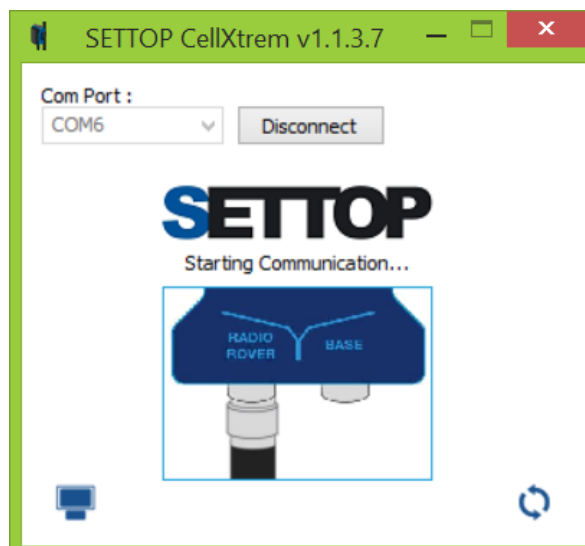 SETTOP CellXtrem v1.1.3.7
Com Port :
COM6
Disconnect
SETTOP
Starting Communication...
RADIO
ROVER
BASE